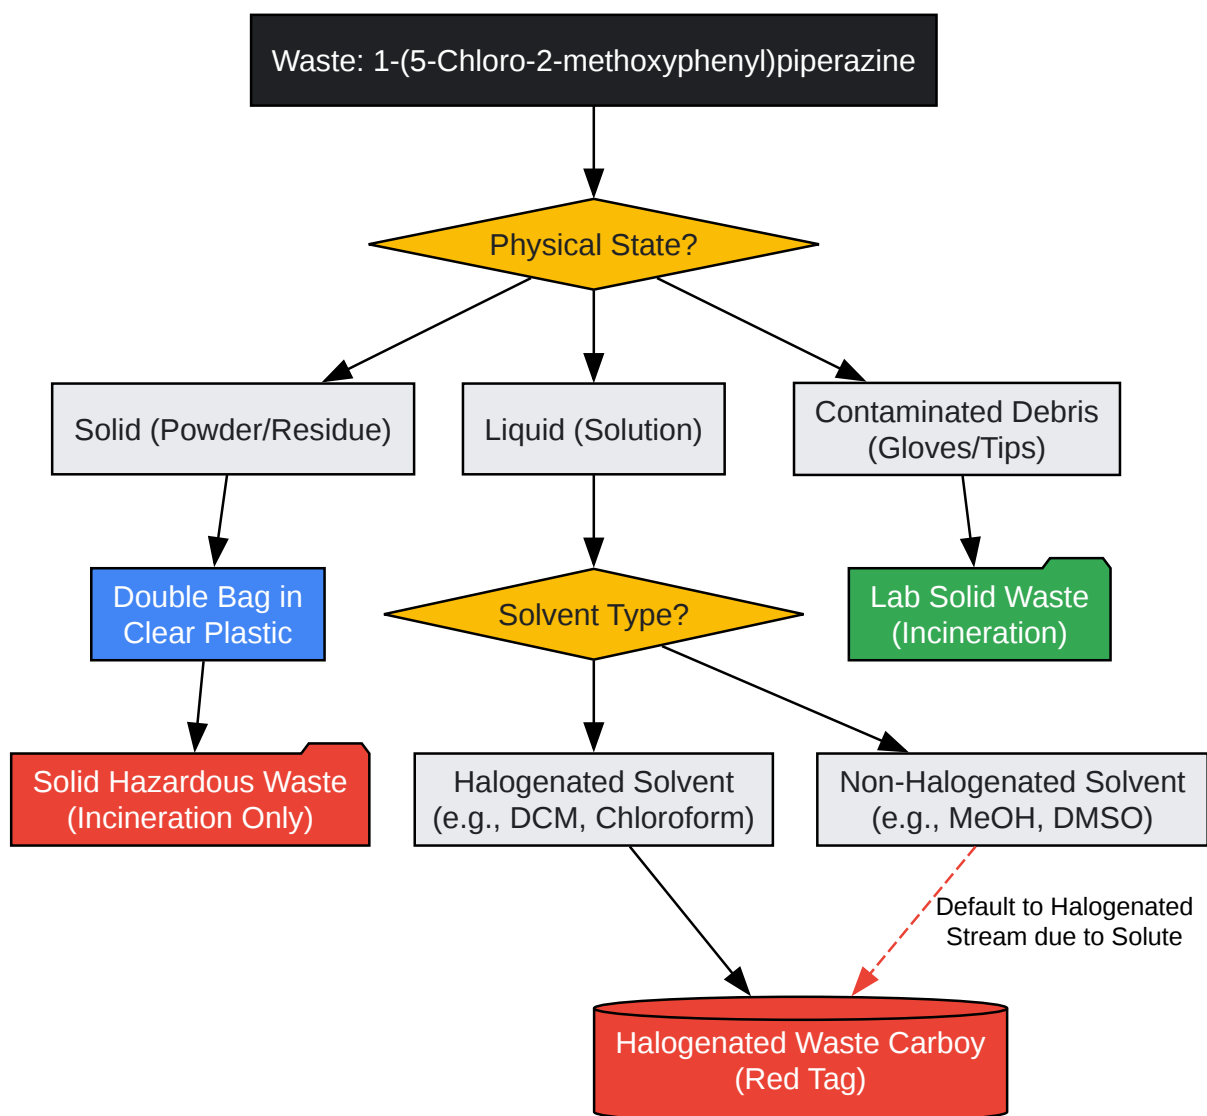 Waste: 1-(5-Chloro-2-methoxyphenyl)piperazine
Physical State?
Solid (Powder/Residue)
Liquid (Solution)
Contaminated Debris
(Gloves/Tips)
Double Bag in
Clear Plastic
Solvent Type?
Lab Solid Waste
(Incineration)
Solid Hazardous Waste
(Incineration Only)
Halogenated Solvent
(e.g., DCM, Chloroform)
Non-Halogenated Solvent
(e.g., MeOH, DMSO)
Default to Halogenated
Stream due to Solute
Halogenated Waste Carboy
(Red Tag)